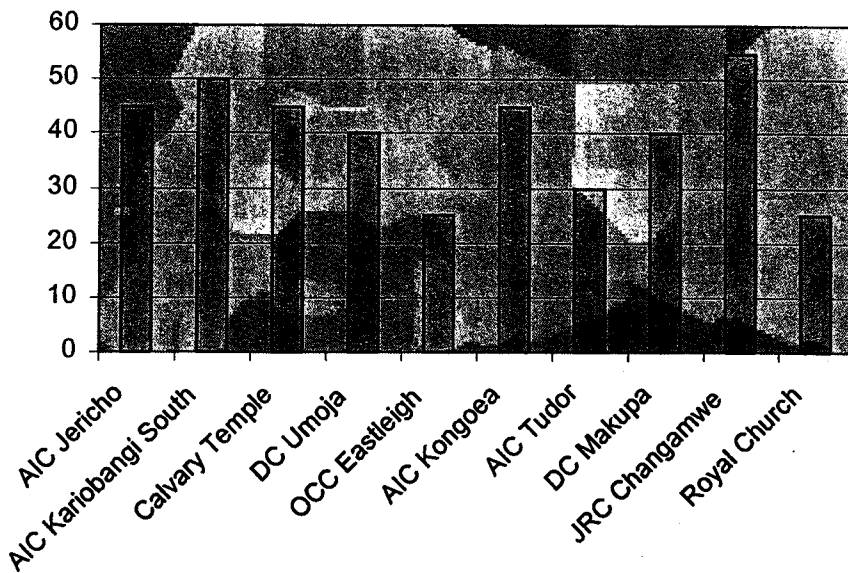 60
50
40
30
20
10
0
AIC Jericho
AIC Kariobangi South
Calvary Temple
DC Umoja
OCC Eastleigh
AIC Kongoea
AIC Tudor
DC Makupa
JRC Changamwe
Royal Church